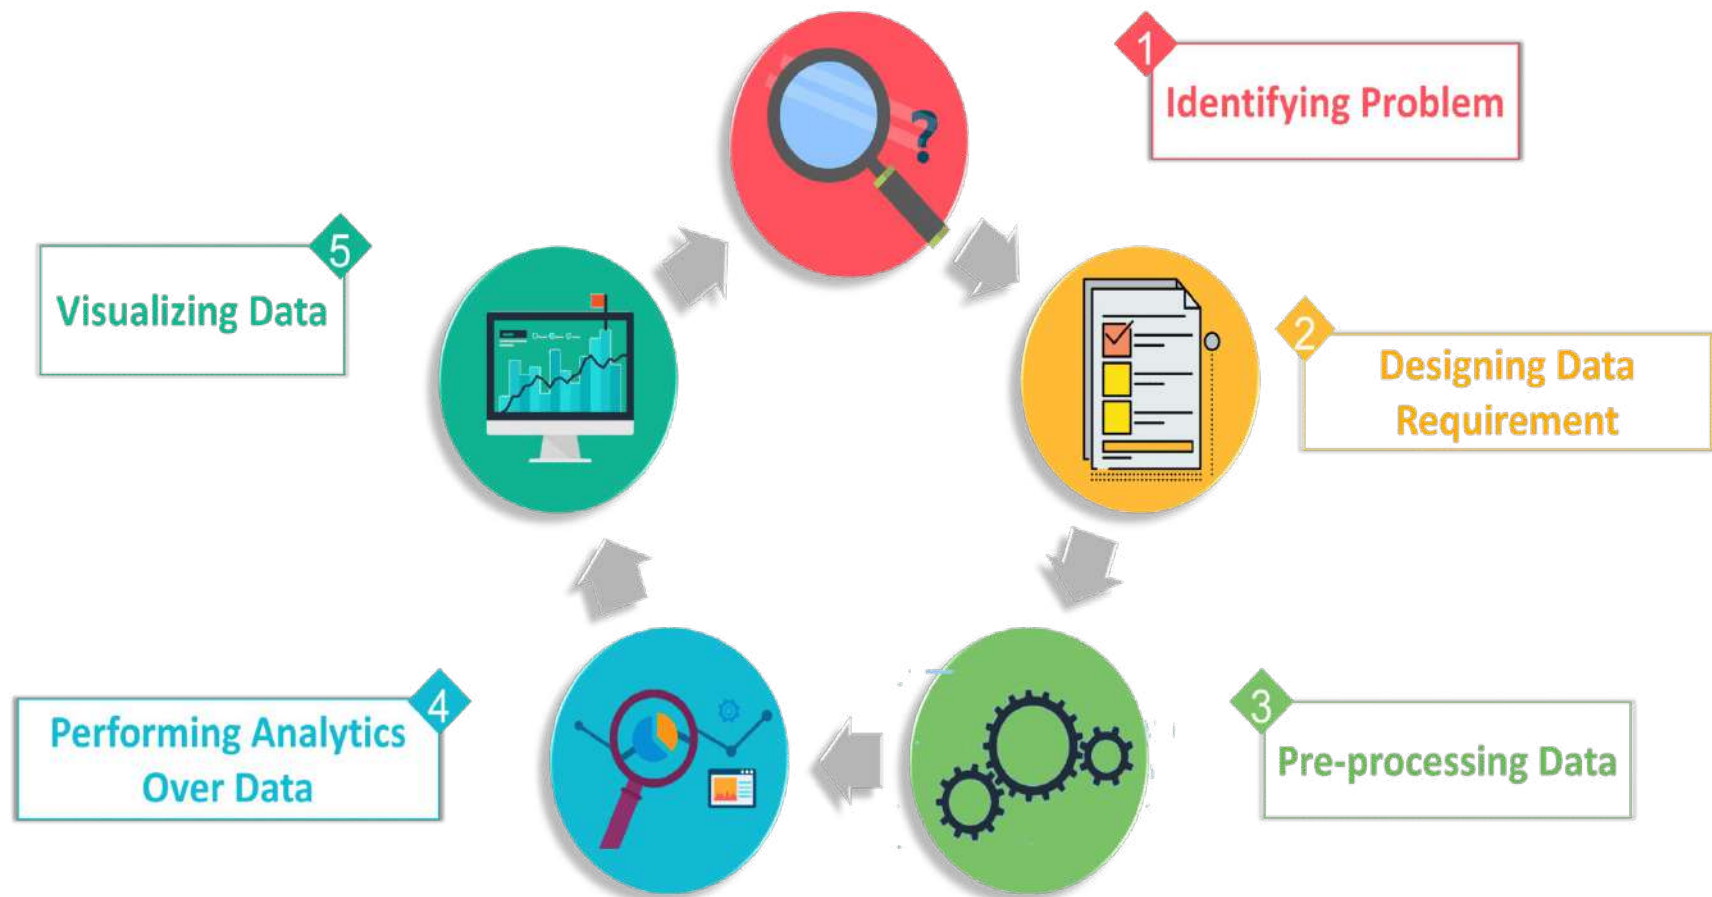 1
Identifying Problem
2
Designing Data
Requirement
3
Pre-processing Data
4
Performing Analytics
Over Data
5
Visualizing Data
?